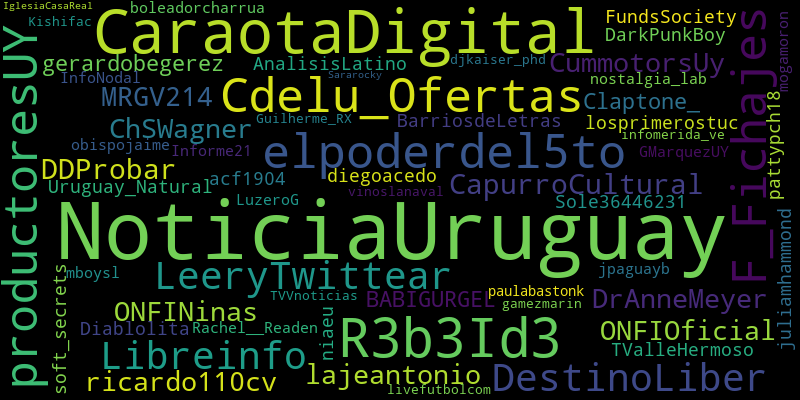 IglesiaCasaReal
boleadorcharrua
Kishifac
CaraotaDigital
FundsSociety
DarkPunkBoy
gerardobegerez
AnalisisLatino
djkaiser_phd
CummotorsUy
F_Fichajes
mogamoron
InfoNodal
Sararocky
nostalgia_lab
MRGV214
Cdelu_Ofertas
Claptone_
pattypch18
productoresUY
ChSWagner
Guilherme_RX
BarriosdeLetras
losprimerostuc
infomerida_ve
obispojaime
Informe21
elpoderdel5to
GMarquezUY
DDProbar
acf1904
diegoacedo
CapurroCultural
Uruguay_Natural
LuzeroG
vinoslanaval
Sole36446231
NoticiaUruguay
juliamhammond
mboysl
LeeryTwittear
jpaguayb
soft_secrets
TVVnoticias
BABIGURGEL
paulabastonk
gamezmarin
DrAnneMeyer
ONFINinas
niaeu
Diablolita
Rachel__Readen
R3b3Id3
ONFIOficial
Libreinfo
TValleHermoso
ricardo110cv
lajeantonio
livefutbolcom
DestinoLiber